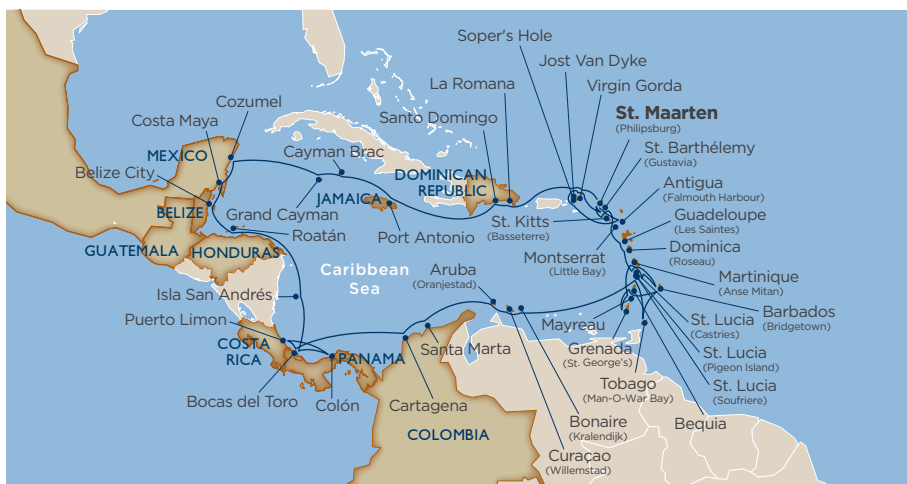 Soper's Hole
Jost Van Dyke
La Romana
Virgin Gorda
Cozumel
Costa Maya
Santo Domingo
St. Maarten
(Philipsburg)
St. Barthélemy
(Gustavia)
MEXICO
Cayman Brac
Belize City
DOMINICAN
REPUBLIC
Antigua
(Falmouth Harbour)
JAMAICA
BELIZE
Grand Cayman
St. Kitts
(Basseterre)
Guadeloupe
(Les Saintes)
Roatán
Port Antonio
GUATEMALA
HONDURAS
Montserrat
(Little Bay)
Dominica
(Roseau)
Caribbean
Sea
Aruba
(Oranjestad)
Martinique
(Anse Mitan)
Isla San Andrés
Barbados
(Bridgetown)
Puerto Limon
Mayreau
St. Lucia
(Castries)
COSTA
RICA
PANAMA
Santa Marta
Grenada
(St. George's)
St. Lucia
(Pigeon Island)
Tobago
(Man-O-War Bay)
St. Lucia
(Soufriere)
Bocas del Toro
Colón
Cartagena
Bonaire
(Kralendijk)
Bequia
COLOMBIA
Curaçao
(Willemstad)